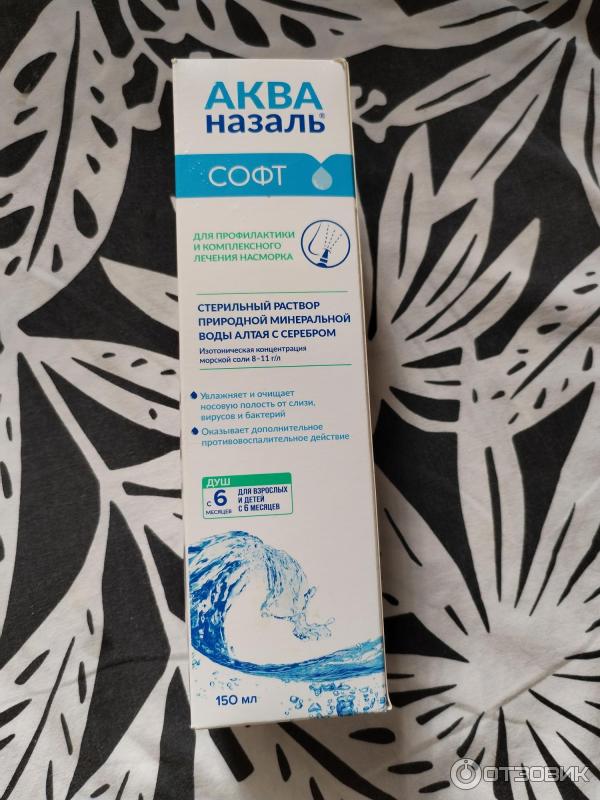 АКВА
назаль®
СОФТ
ДЛЯ ПРОФИЛАКТИКИ
И КОМПЛЕКСНОГО
ЛЕЧЕНИЯ НАСМОРКА
СТЕРИЛЬНЫЙ РАСТВОР
ПРИРОДНОЙ МИНЕРАЛЬНОЙ
ВОДЫ АЛТАЯ С СЕРЕБРОМ
Изотоническая концентрация
морской соли 8-11 г/л
Увлажняет и очищает
носовую полость от слизи,
вирусов и бактерий
Оказывает дополнительное
противовоспалительное действие
ДУШ
с 6 МЕСЯЦЕВ
ДЛЯ ВЗРОСЛЫХ
И ДЕТЕЙ
С 6 МЕСЯЦЕВ
150 мл
ОТЗОВИК